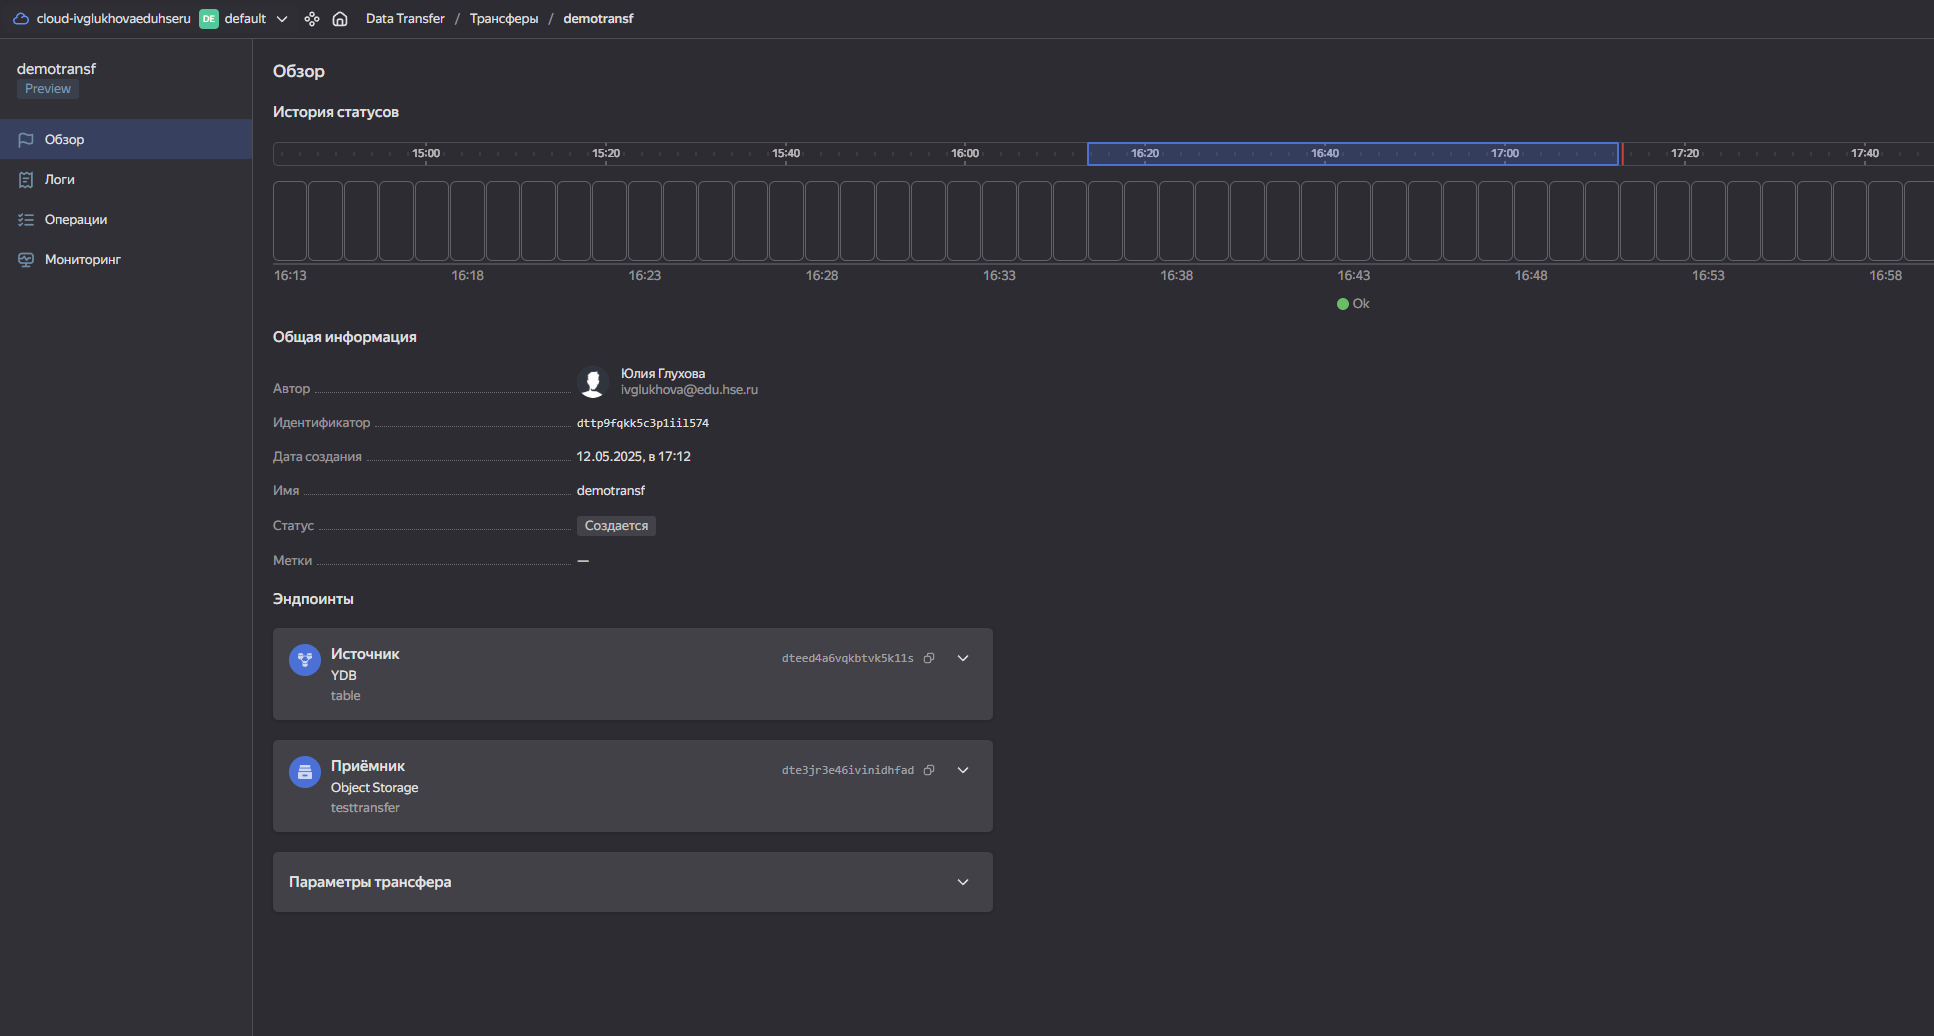 cloud-ivglukhovaeduhseru DE default Data Transfer / Трансферы / demotransf
demotransf
Preview
Обзор
Логи
Операции
Мониторинг
Обзор
История статусов
15:00 15:20 15:40 16:00 16:20 16:40 17:00 17:20 17:40
16:13 16:18 16:23 16:28 16:33 16:38 16:43 16:48 16:53 16:58
Ok
Общая информация
Автор Юлия Глухова
ivglukhova@edu.hse.ru
Идентификатор dttp9fqkk5c3p1iil574
Дата создания 12.05.2025, в 17:12
Имя demotransf
Статус Создается
Метки —
Эндпоинты
Источник dteed4a6vqkbtvk5k11s
YDB
table
Приёмник dte3jr3e46ivinidhfad
Object Storage
testtransfer
Параметры трансфера